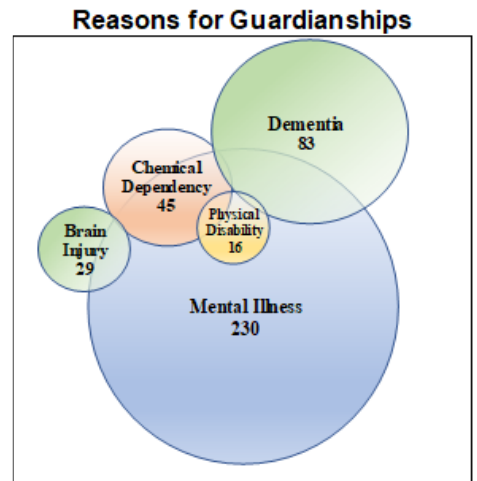 Reasons for Guardianships
Dementia
83
Chemical
Dependency
45
Physical
Disability
16
Brain
Injury
29
Mental Illness
230